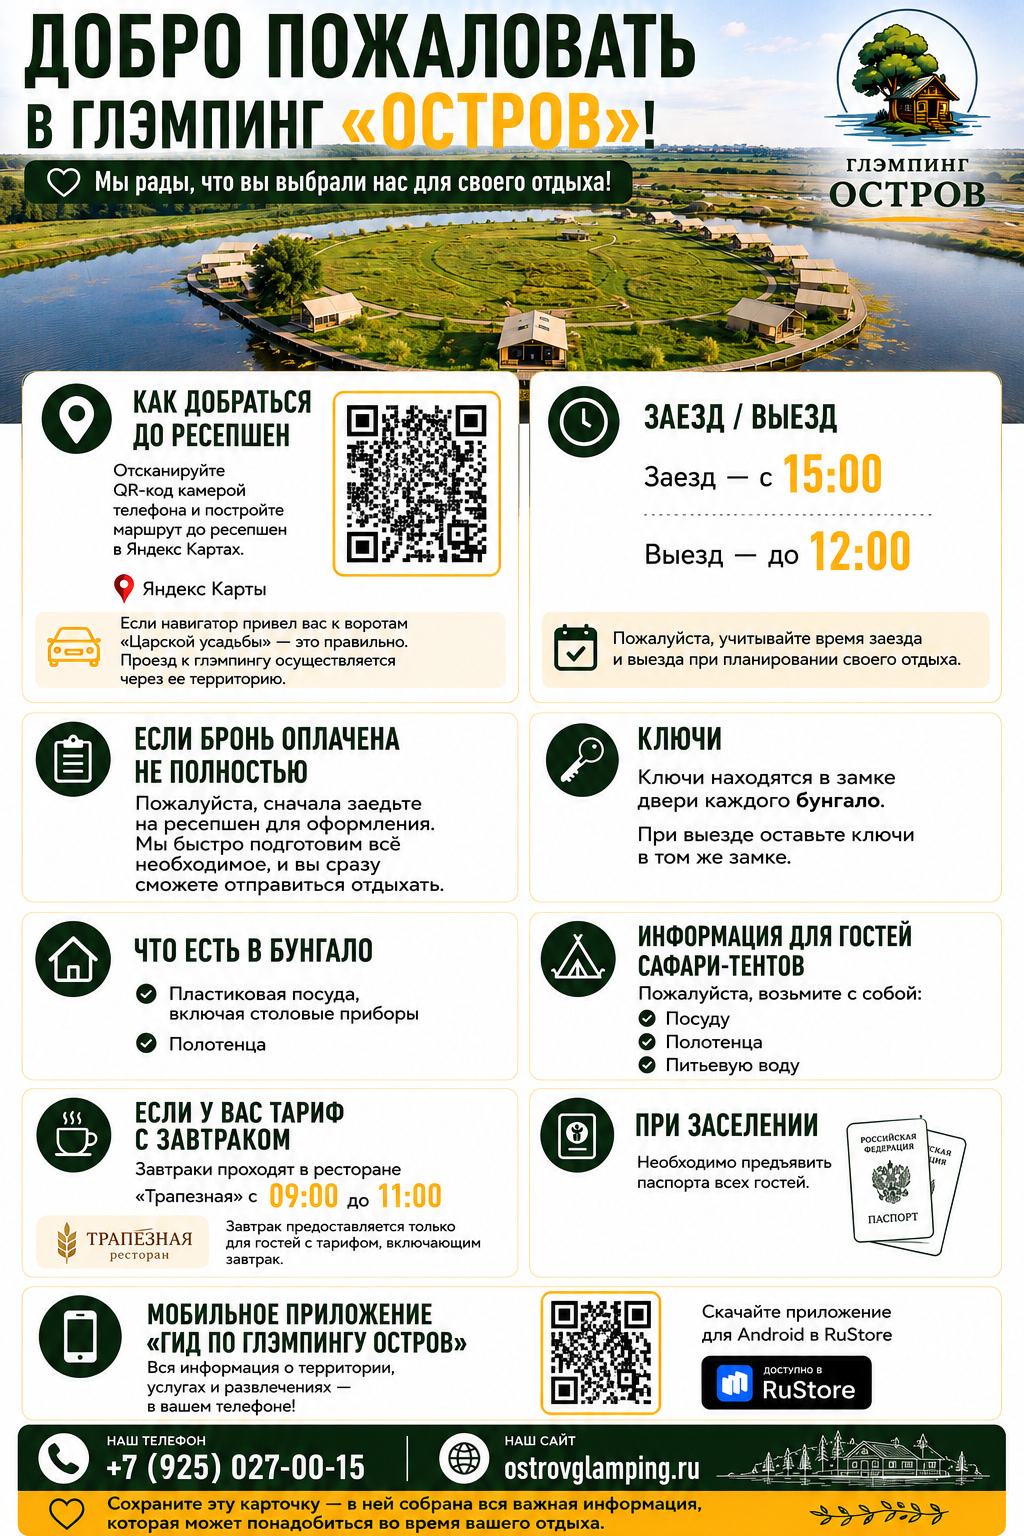 ДОБРО ПОЖАЛОВАТЬ
В ГЛЭМПИНГ «ОСТРОВ»!
Мы рады, что вы выбрали нас для своего отдыха!
ГЛЭМПИНГ
ОСТРОВ
КАК ДОБРАТЬСЯ
ДО РЕСЕПШЕН
Отсканируйте
QR-код камерой
телефона и постройте
маршрут до ресепшен
в Яндекс Картах.
Яндекс Карты
Если навигатор привел вас к воротам
«Царской усадьбы» — это правильно.
Проезд к глэмпингу осуществляется
через ее территорию.
ЗАЕЗД / ВЫЕЗД
Заезд — с 15:00
Выезд — до 12:00
Пожалуйста, учитывайте время заезда
и выезда при планировании своего отдыха.
ЕСЛИ БРОНЬ ОПЛАЧЕНА
НЕ ПОЛНОСТЬЮ
Пожалуйста, сначала заедьте
на ресепшен для оформления.
Мы быстро подготовим всё
необходимое, и вы сразу
сможете отправиться отдыхать.
КЛЮЧИ
Ключи находятся в замке
двери каждого бунгало.
При выезде оставьте ключи
в том же замке.
ЧТО ЕСТЬ В БУНГАЛО
Пластиковая посуда,
включая столовые приборы
Полотенца
ИНФОРМАЦИЯ ДЛЯ ГОСТЕЙ
САФАРИ-ТЕНТОВ
Пожалуйста, возьмите с собой:
Посуду
Полотенца
Питьевую воду
ЕСЛИ У ВАС ТАРИФ
С ЗАВТРАКОМ
Завтраки проходят в ресторане
«Трапезная» с 09:00 до 11:00
ТРАПЕЗНАЯ
ресторан
Завтрак предоставляется только
для гостей с тарифом, включающим
завтрак.
ПРИ ЗАСЕЛЕНИИ
Необходимо предъявить
паспорта всех гостей.
РОССИЙСКАЯ
ФЕДЕРАЦИЯ
ПАСПОРТ
СКАЯ
ЦИЯ
МОБИЛЬНОЕ ПРИЛОЖЕНИЕ
«ГИД ПО ГЛЭМПИНГУ ОСТРОВ»
Вся информация о территории,
услугах и развлечениях —
в вашем телефоне!
Скачайте приложение
для Android в RuStore
ДОСТУПНО В
RuStore
НАШ ТЕЛЕФОН
+7 (925) 027-00-15
НАШ САЙТ
ostrovglamping.ru
Сохраните эту карточку — в ней собрана вся важная информация,
которая может понадобиться во время вашего отдыха.